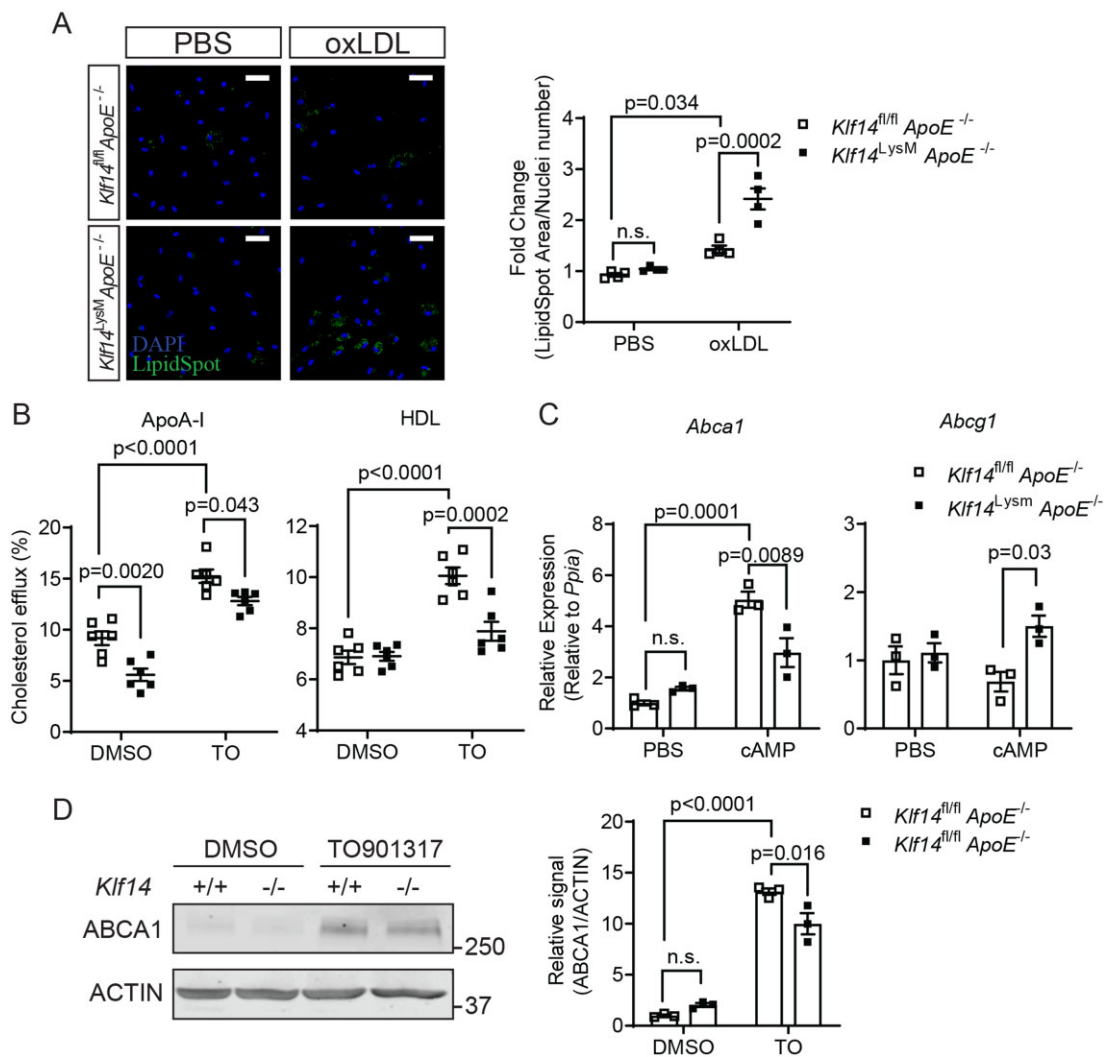 A
PBS
oxLDL
Klf14fl/fl ApoE -/-
Klf14LysM ApoE-/-
DAPI
LipidSpot
Fold Change
(LipidSpot Area/Nuclei number)
4
3
2
1
0
p=0.034
p=0.0002
n.s.
PBS
oxLDL
Klf14fl/fl ApoE -/-
Klf14LysM ApoE -/-
B
ApoA-I
HDL
Cholesterol efflux (%)
20
15
10
5
0
p<0.0001
p=0.0020
p=0.043
DMSO
TO
12
10
8
6
4
p<0.0001
p=0.0002
DMSO
TO
C
Abca1
Abcg1
Relative Expression
(Relative to Ppia)
8
6
4
2
0
p=0.0001
p=0.0089
n.s.
PBS
cAMP
3
2
1
0
p=0.03
PBS
cAMP
Klf14fl/fl ApoE-/-
Klf14Lysm ApoE-/-
D
DMSO
TO901317
Klf14
+/+
-/-
+/+
-/-
ABCA1
-250
ACTIN
-37
Relative signal
(ABCA1/ACTIN)
20
15
10
5
0
p<0.0001
p=0.016
n.s.
DMSO
TO
Klf14fl/fl ApoE-/-
Klf14fl/fl ApoE-/-